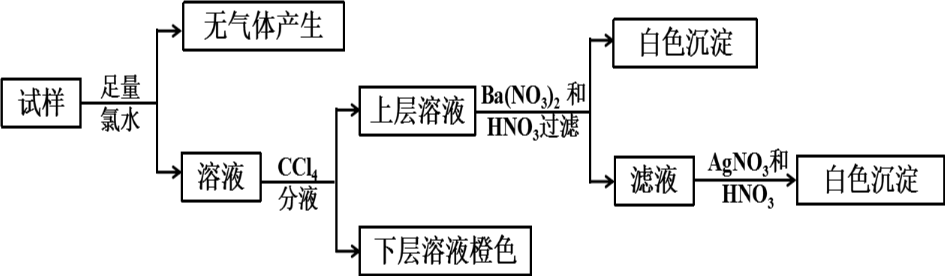 无气体产生
试样
足量
氯水
溶液
CCl₄
分液
上层溶液
Ba(NO₃)₂ 和
HNO₃过滤
白色沉淀
滤液
AgNO₃和
HNO₃
白色沉淀
下层溶液橙色